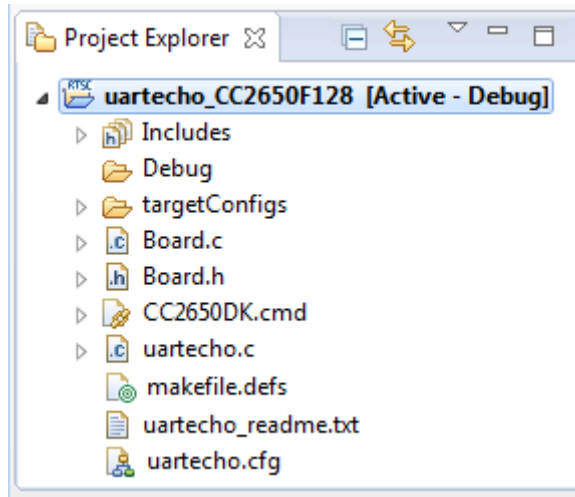 Project Explorer
RTSC
uartecho_CC2650F128 [Active - Debug]
h Includes
Debug
targetConfigs
.c Board.c
.h Board.h
CC2650DK.cmd
.c uartecho.c
makefile.defs
uartecho_readme.txt
uartecho.cfg